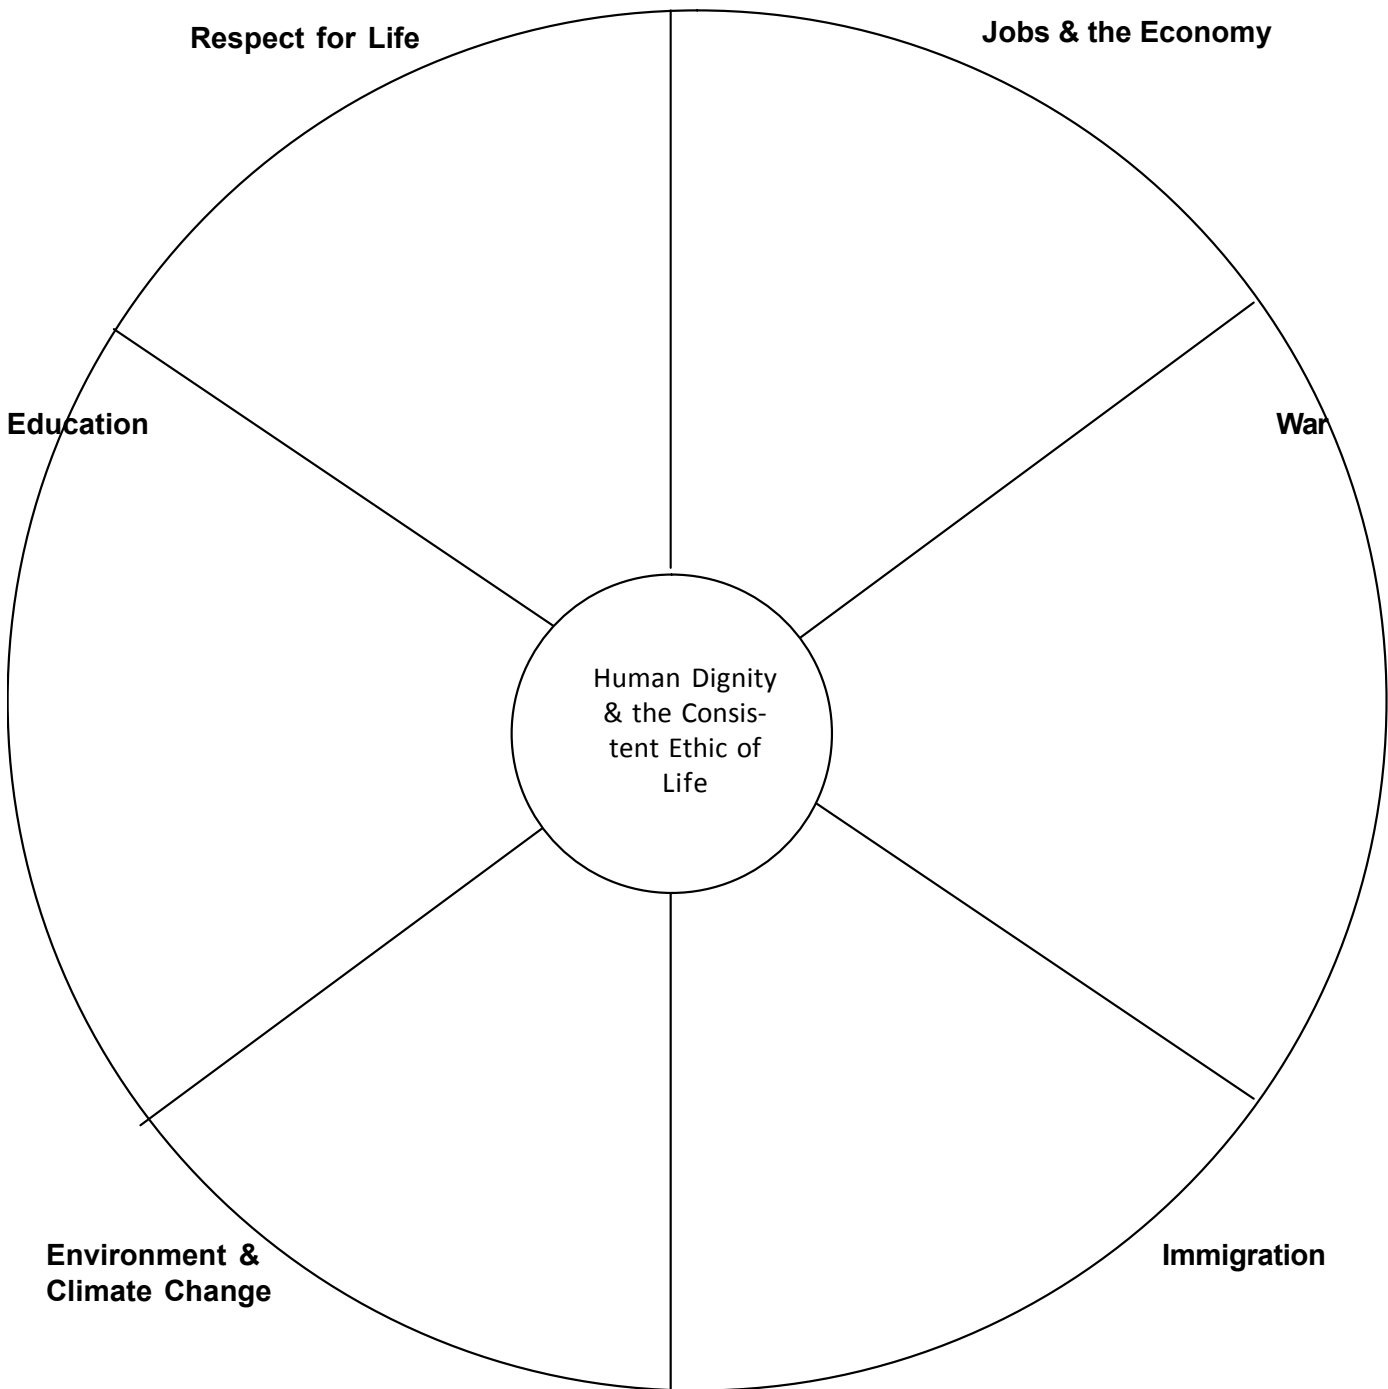 Respect for Life
Jobs & the Economy
Education
War
Human Dignity
& the Consis-
tent Ethic of
Life
Environment &
Climate Change
Immigration